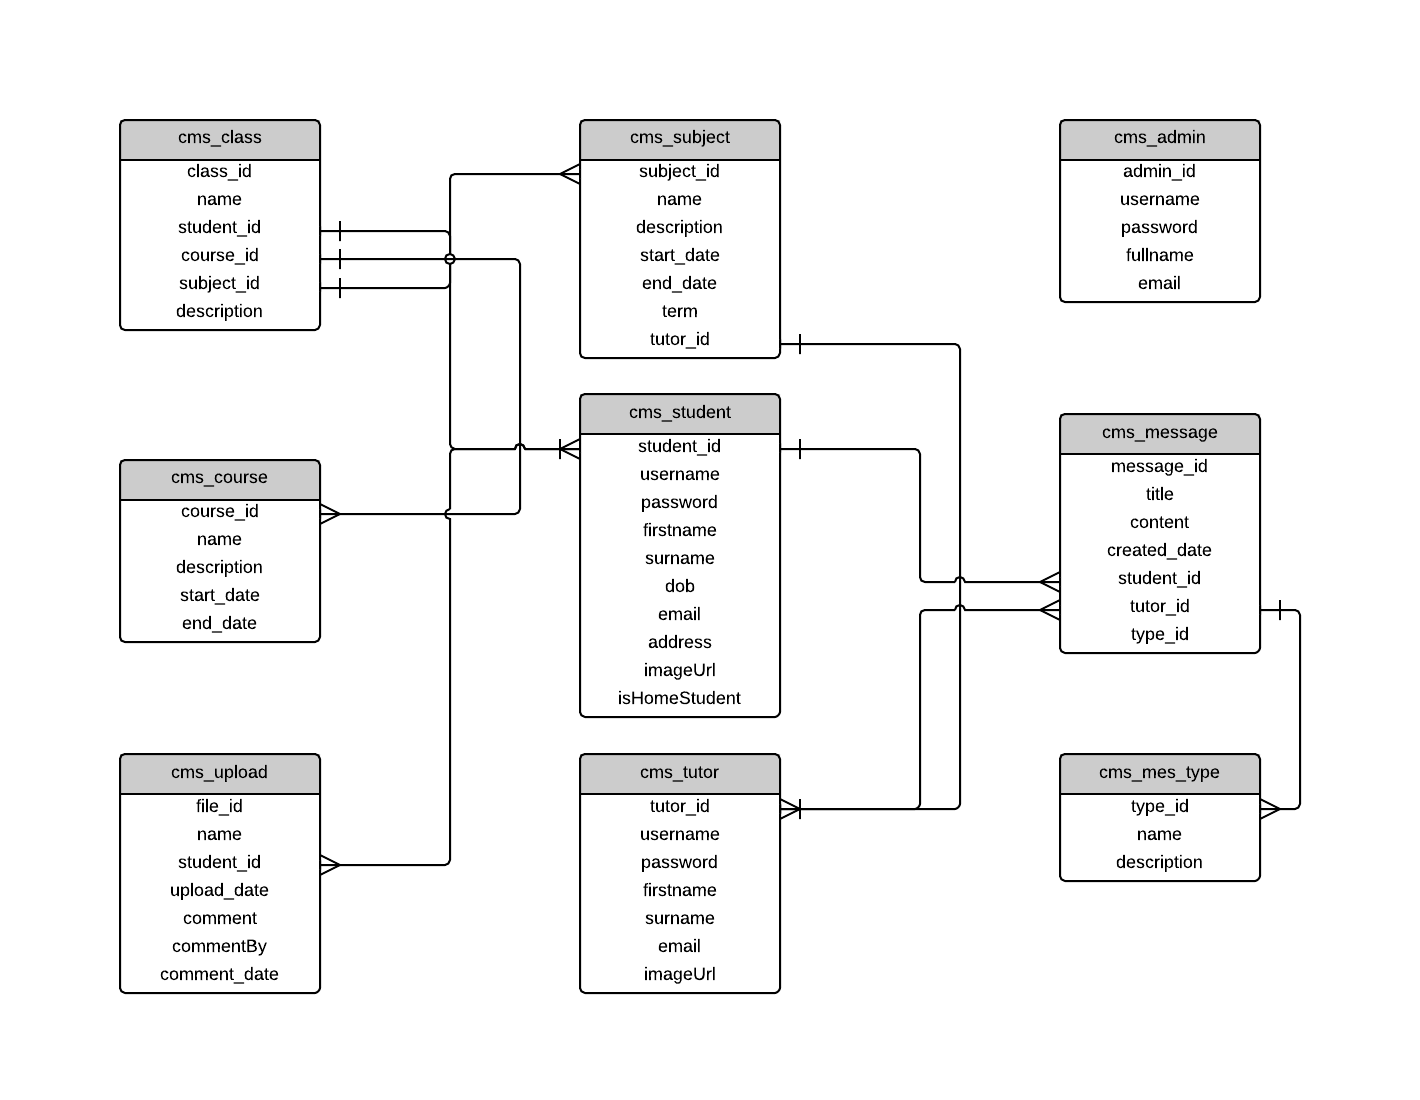 cms_class
class_id
name
student_id
course_id
subject_id
description
cms_subject
subject_id
name
description
start_date
end_date
term
tutor_id
cms_admin
admin_id
username
password
fullname
email
cms_course
course_id
name
description
start_date
end_date
cms_student
student_id
username
password
firstname
surname
dob
email
address
imageUrl
isHomeStudent
cms_message
message_id
title
content
created_date
student_id
tutor_id
type_id
cms_upload
file_id
name
student_id
upload_date
comment
commentBy
comment_date
cms_tutor
tutor_id
username
password
firstname
surname
email
imageUrl
cms_mes_type
type_id
name
description